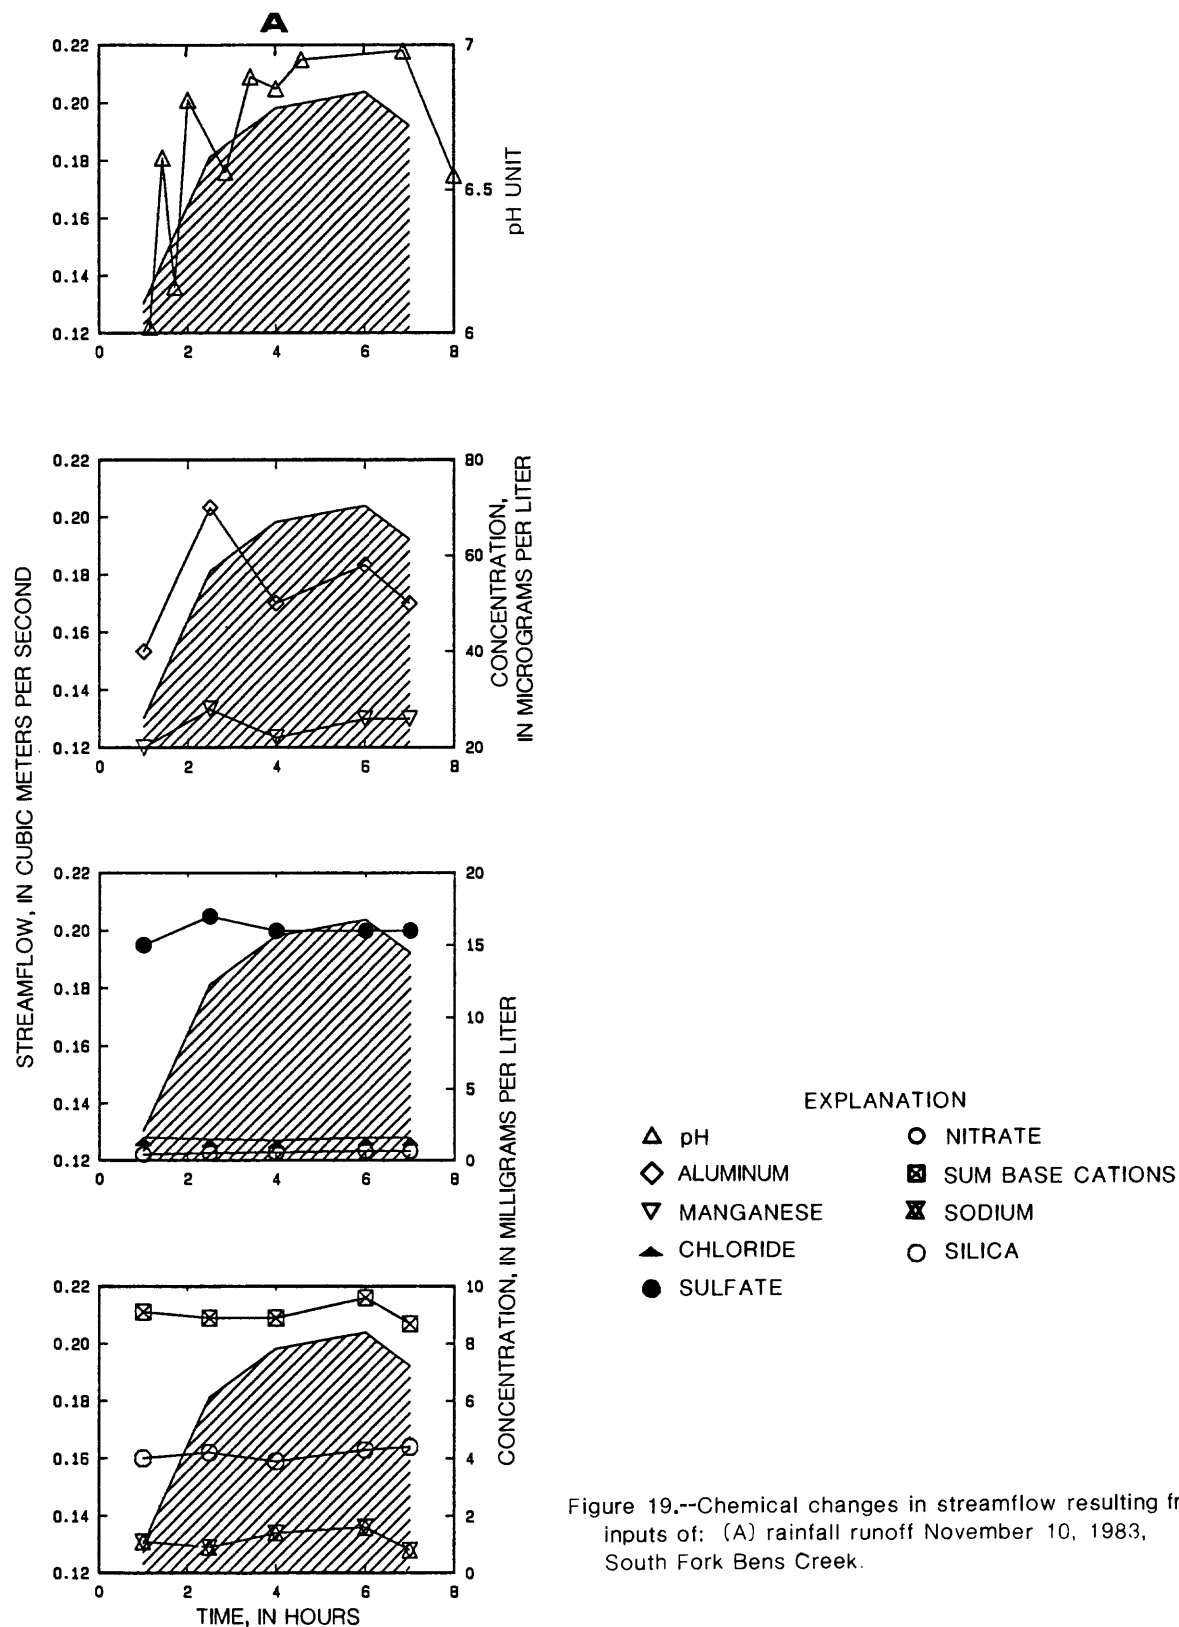 A
0.22
0.20
0.18
0.16
0.14
0.12
0 2 4 6 8
7
6.5
6
pH UNIT
0.22
0.20
0.18
0.16
0.14
0.12
0 2 4 6 8
80
60
40
20
CONCENTRATION,
IN MICROGRAMS PER LITER
STREAMFLOW, IN CUBIC METERS PER SECOND
0.22
0.20
0.18
0.16
0.14
0.12
0 2 4 6 8
20
15
10
5
0
CONCENTRATION, IN MILLIGRAMS PER LITER
0.22
0.20
0.18
0.16
0.14
0.12
0 2 4 6 8
10
8
6
4
2
0
TIME, IN HOURS
EXPLANATION
pH
ALUMINUM
MANGANESE
CHLORIDE
SULFATE
NITRATE
SUM BASE CATIONS
SODIUM
SILICA
Figure 19.--Chemical changes in streamflow resulting fr
inputs of: (A) rainfall runoff November 10, 1983,
South Fork Bens Creek.